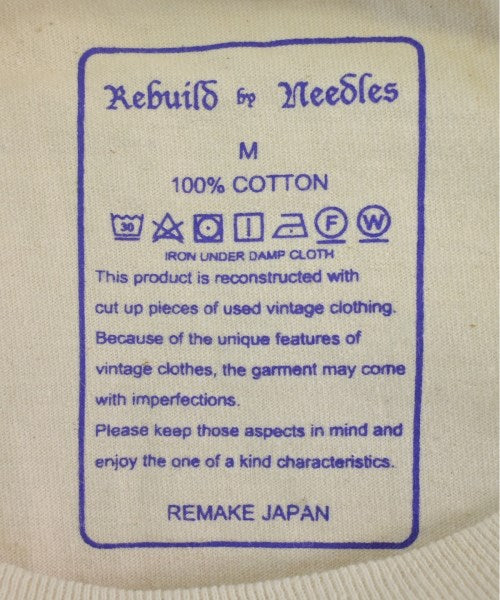 Rebuild by Needles
M
100% COTTON
30 F W
IRON UNDER DAMP CLOTH
This product is reconstructed with
cut up pieces of used vintage clothing.
Because of the unique features of
vintage clothes, the garment may come
with imperfections.
Please keep those aspects in mind and
enjoy the one of a kind characteristics.
REMAKE JAPAN